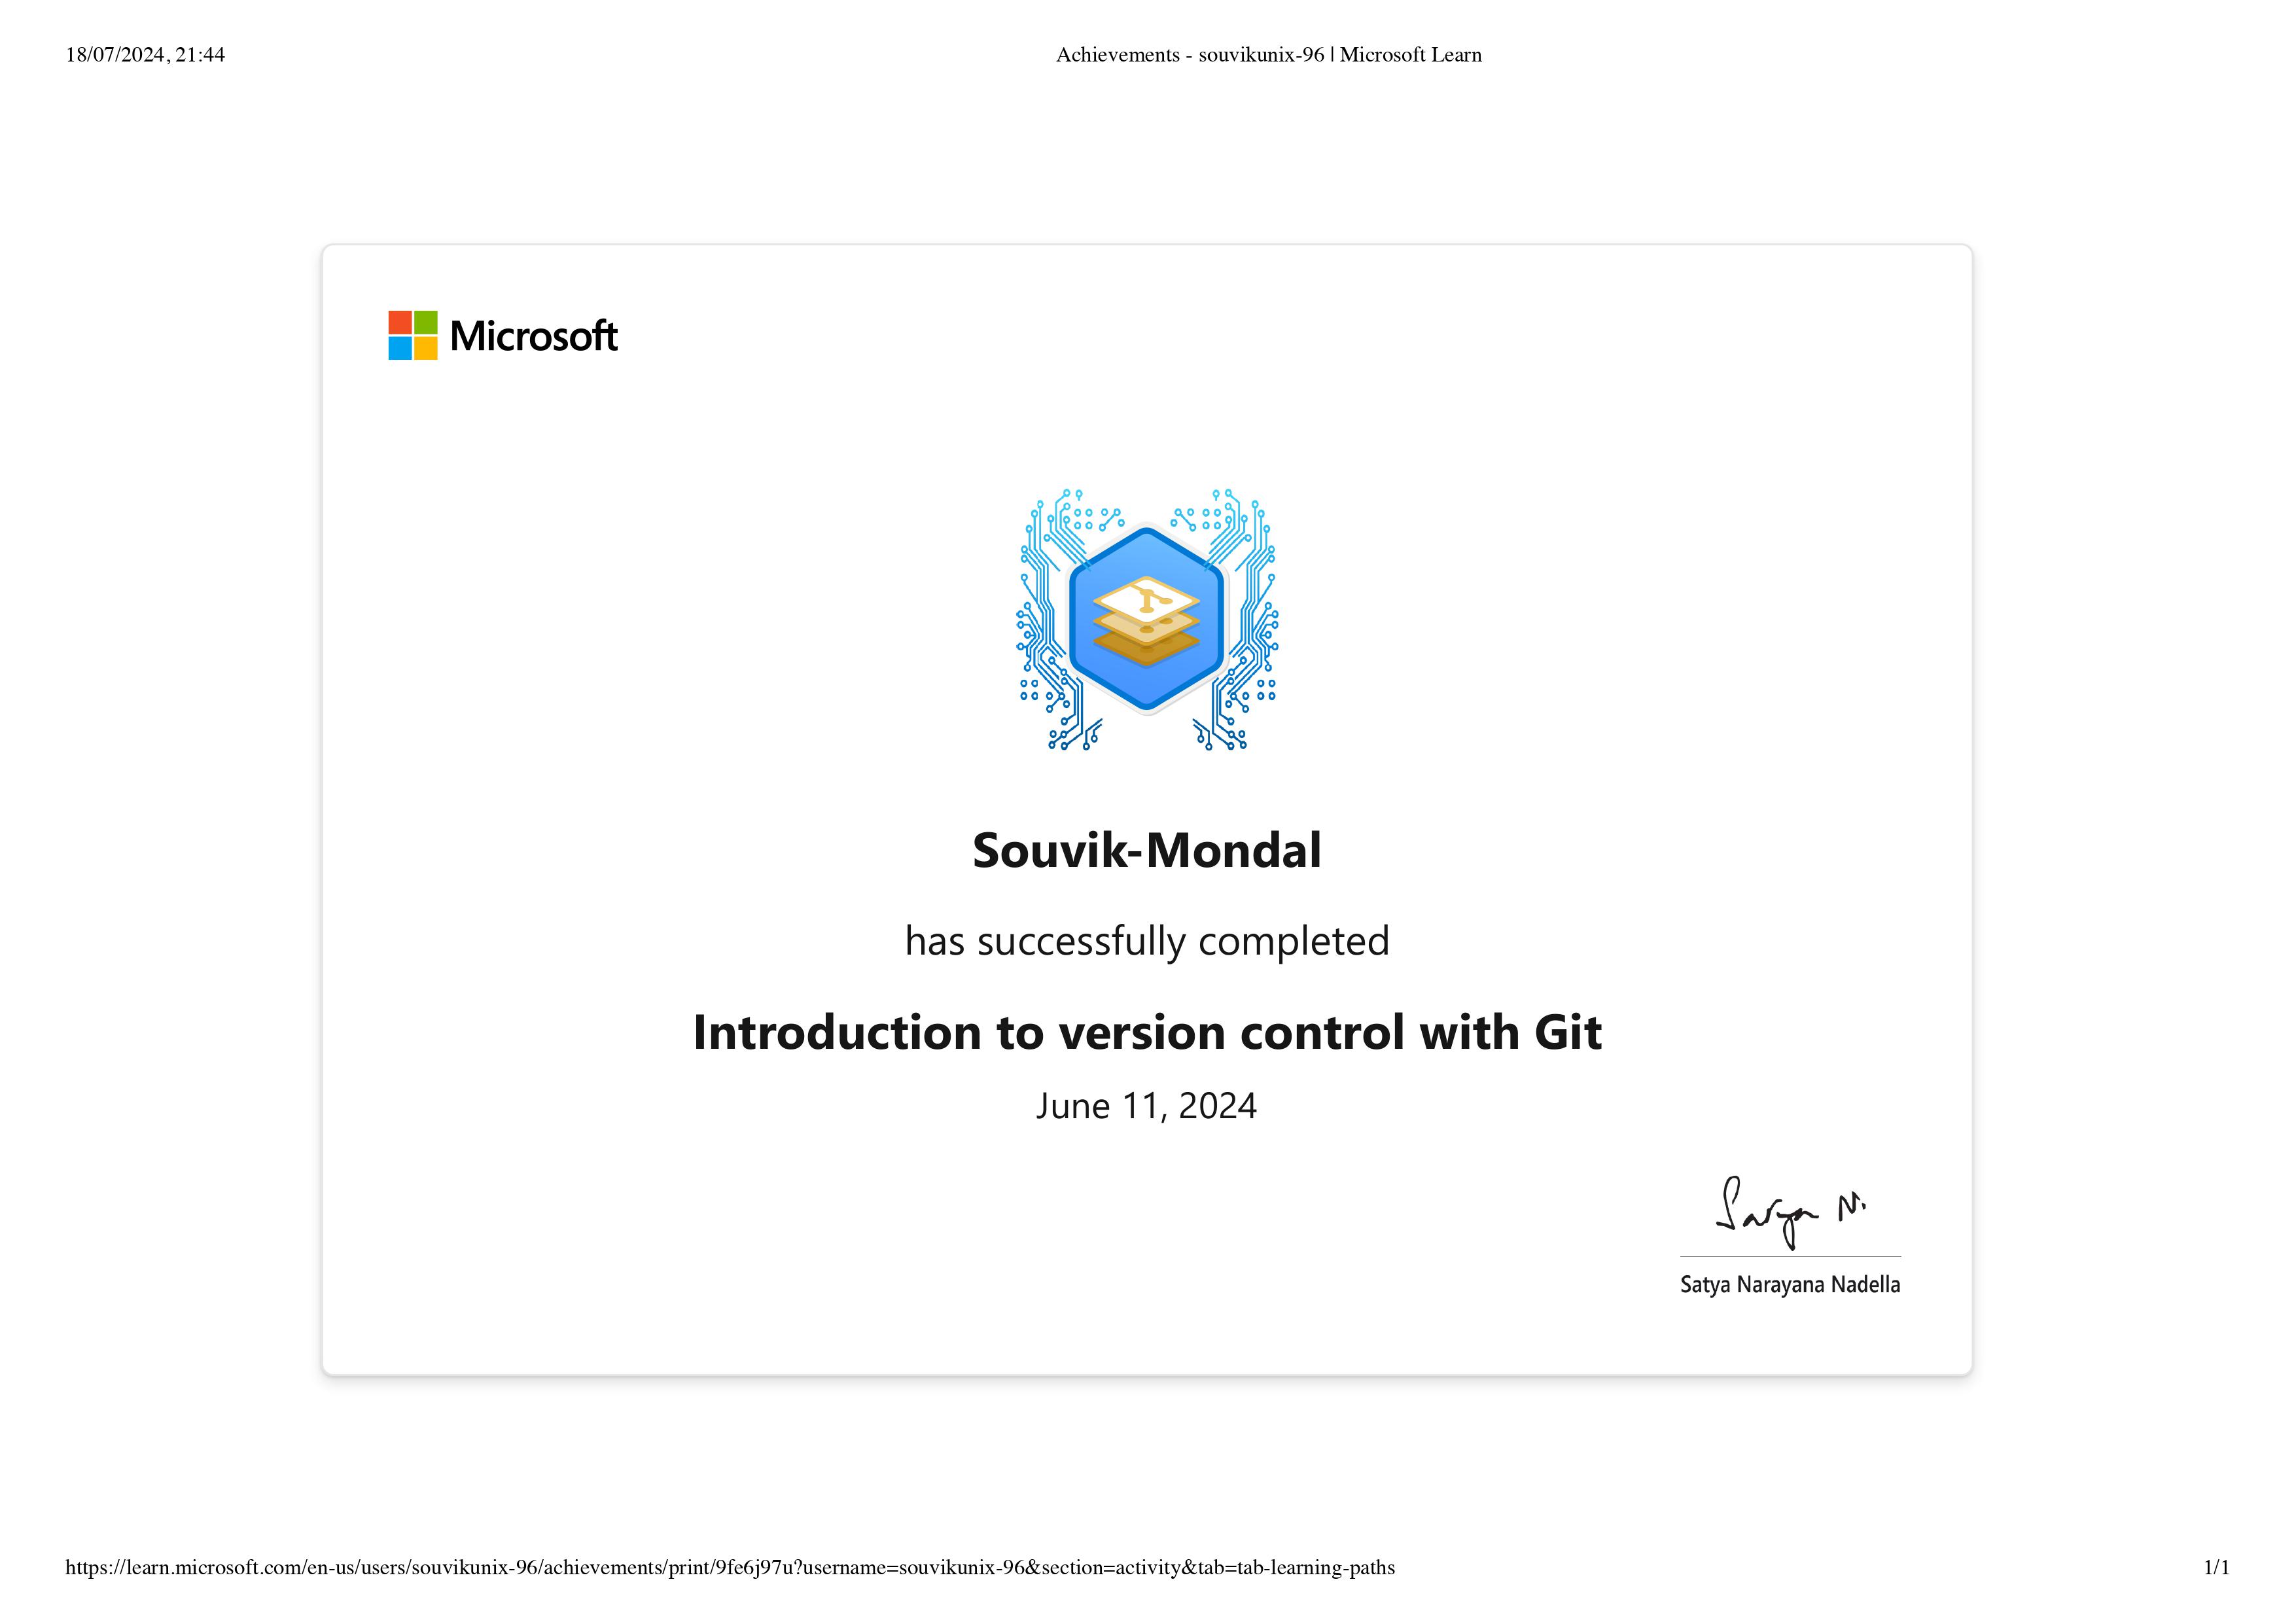 18/07/2024, 21:44
Achievements - souvikunix-96 | Microsoft Learn
Microsoft
Souvik-Mondal
has successfully completed
Introduction to version control with Git
June 11, 2024
Satya N.
Satya Narayana Nadella
https://learn.microsoft.com/en-us/users/souvikunix-96/achievements/print/9fe6j97u?username=souvikunix-96&section=activity&tab=tab-learning-paths
1/1